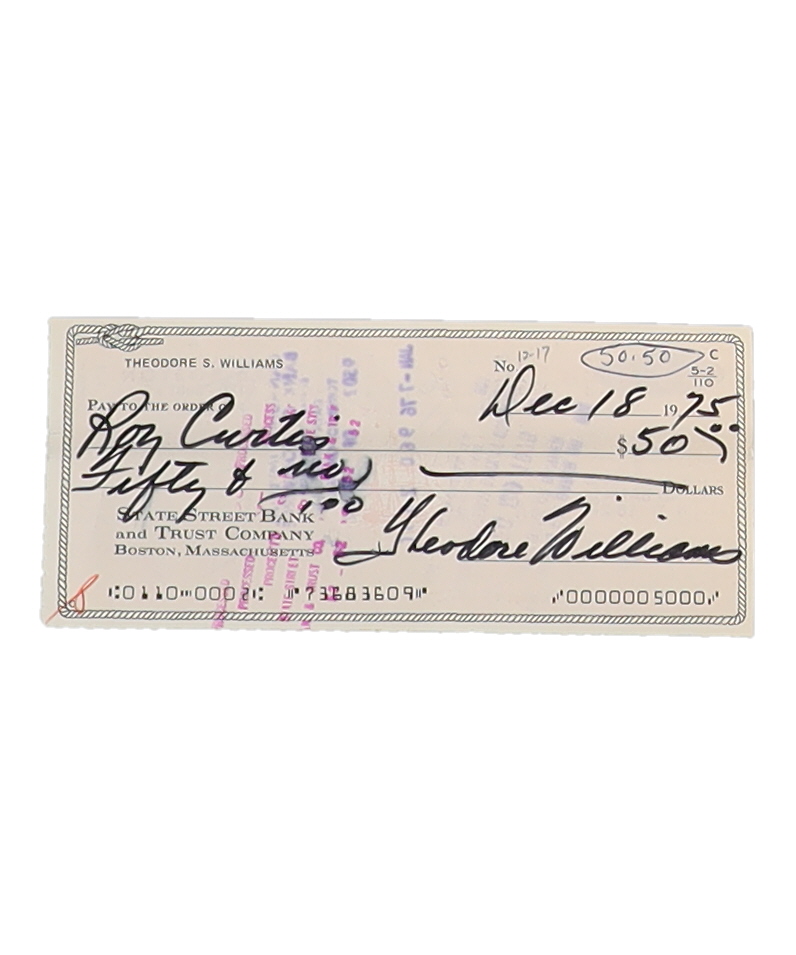 THEODORE S. WILLIAMS
No. 12-17
50.50
C
5-2
110
PAY TO THE ORDER O
Dec 18 1975
Roy Curtis
$50.00
Fifty & no/100 DOLLARS
STATE STREET BANK
AND TRUST COMPANY
BOSTON, MASSACHUSETTS
Theodore Williams
⑆0110⑉0002⑆ ⑈73683609⑈ ⑇0000005000⑇
PROCESSED